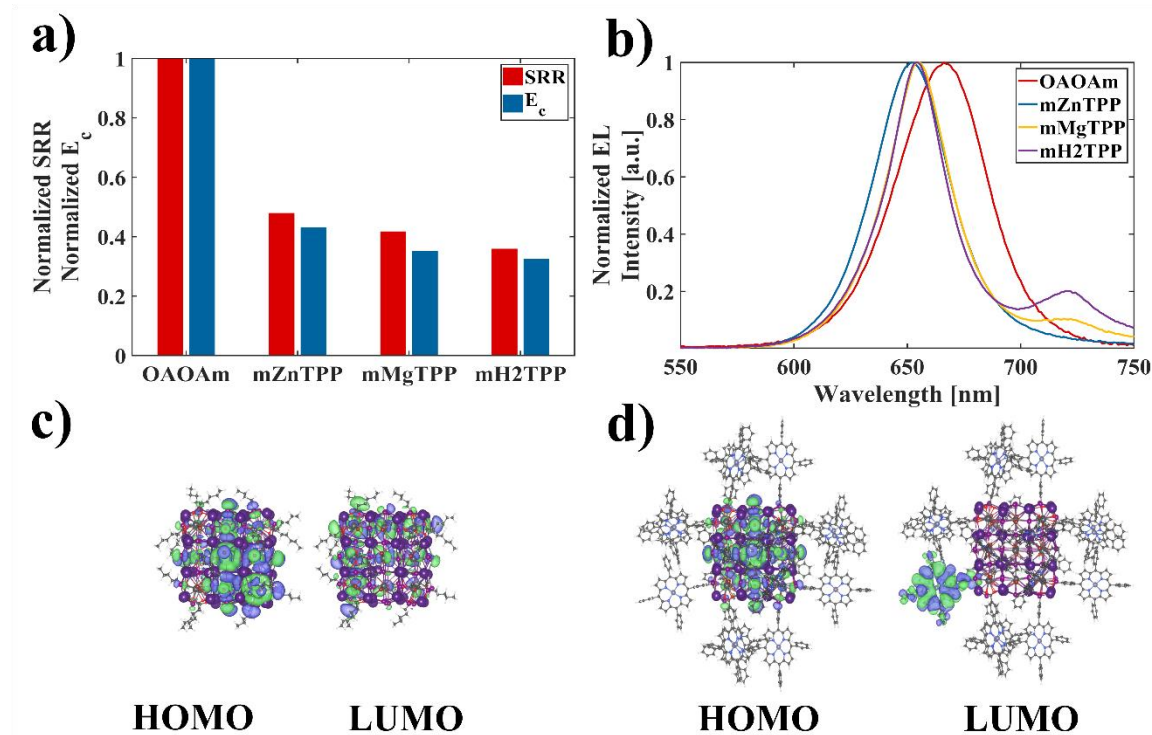 a)
Normalized SRR
Normalized E_c
1
0.8
0.6
0.4
0.2
0
OAOAm mZnTPP mMgTPP mH2TPP
SRR
E_c
b)
Normalized EL
Intensity [a.u.]
1
0.8
0.6
0.4
0.2
550 600 650 700 750
Wavelength [nm]
OAOAm
mZnTPP
mMgTPP
mH2TPP
c)
HOMO LUMO
d)
HOMO LUMO